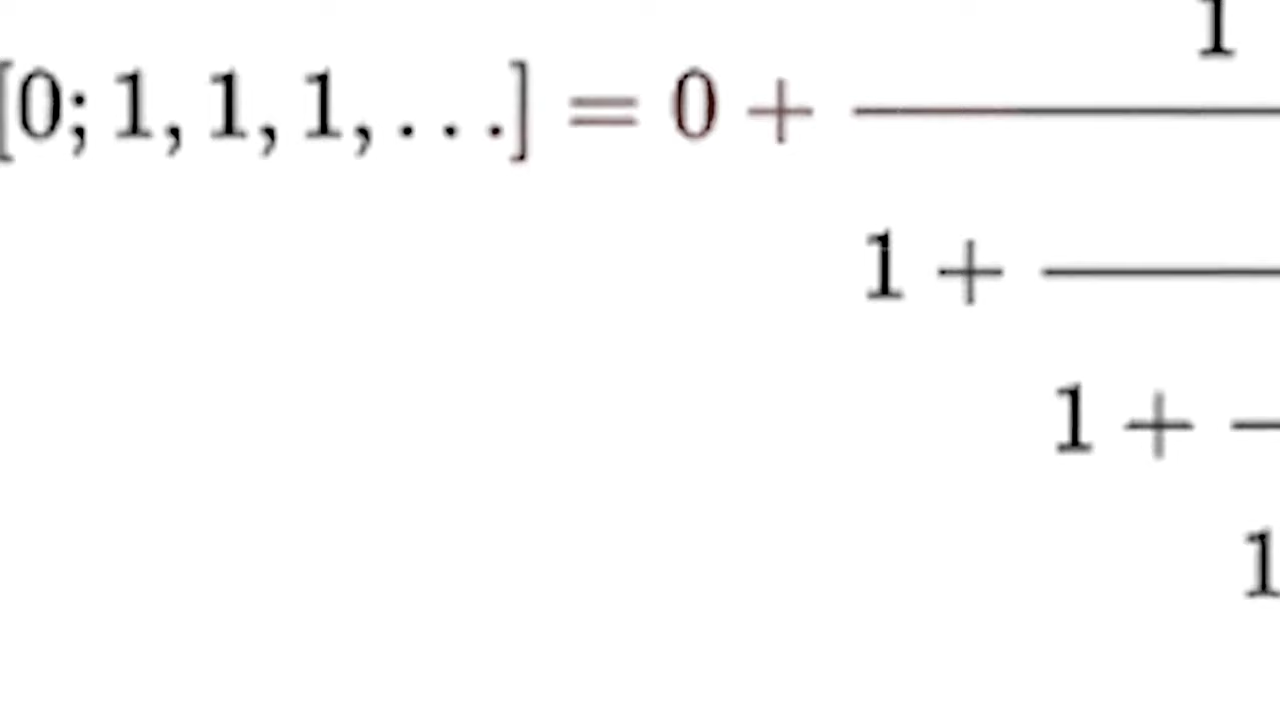 1
[0; 1, 1, 1, . . .] = 0 +
1 +
1 +
1